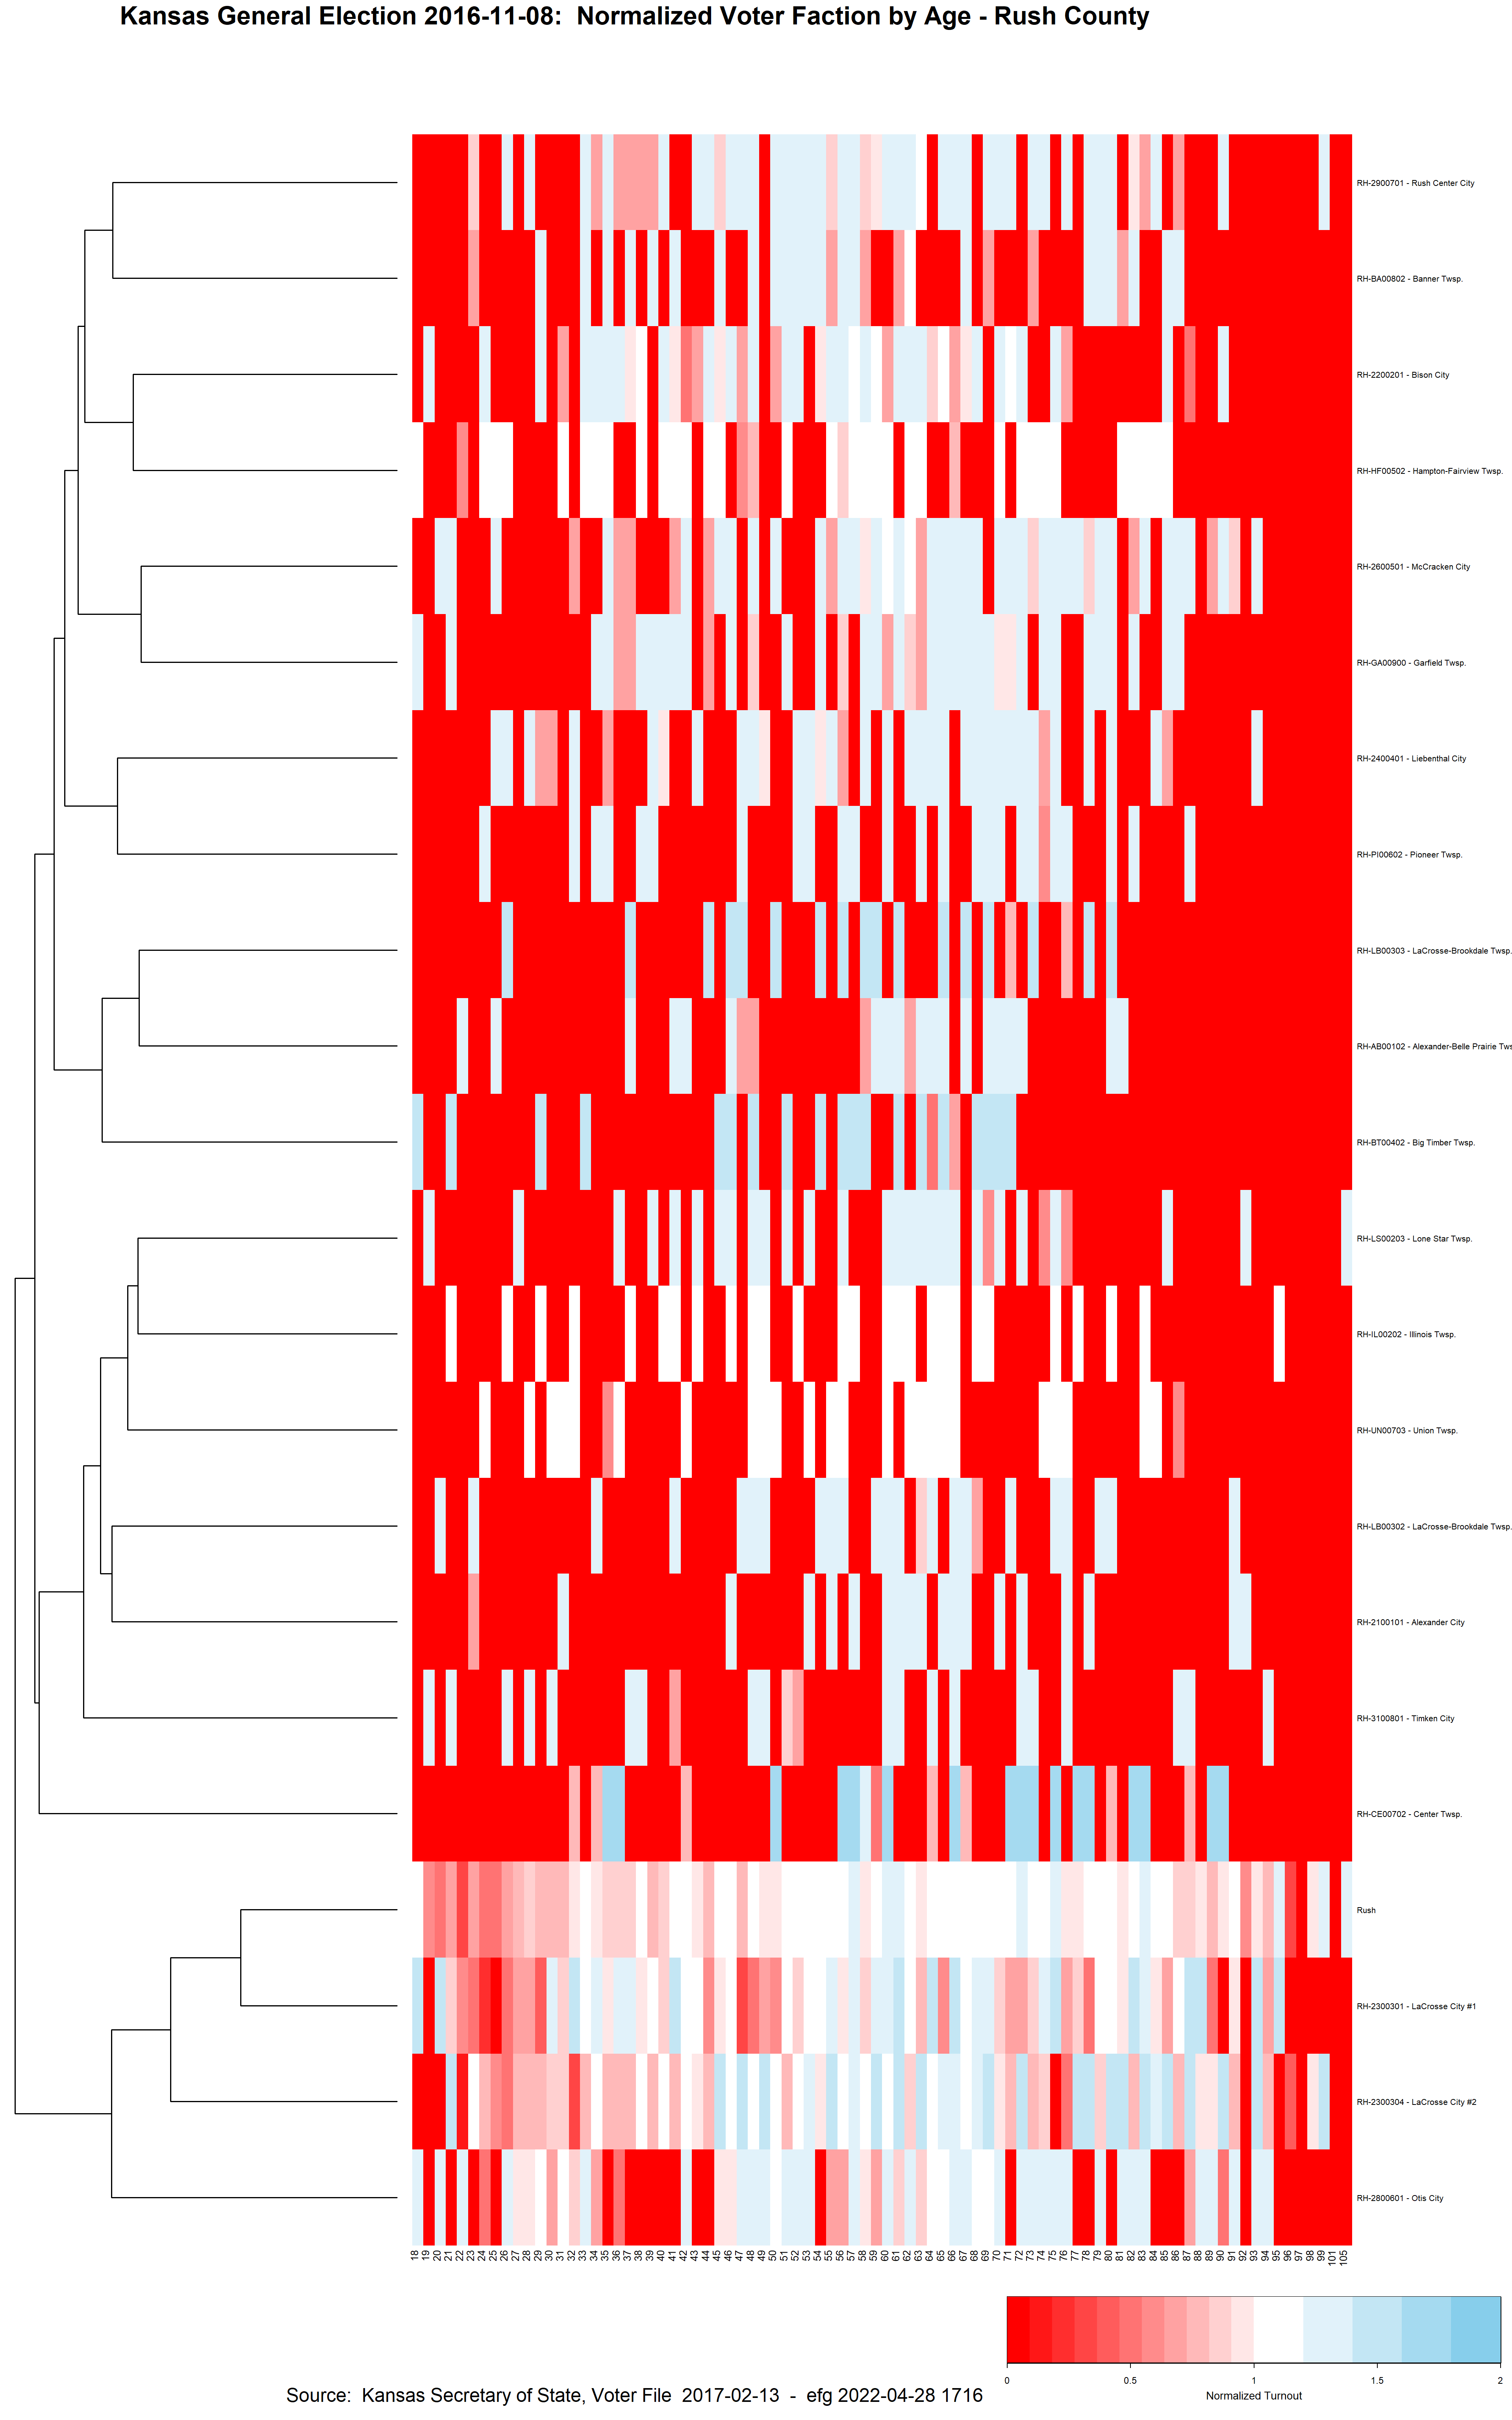 Kansas General Election 2016-11-08:  Normalized Voter Faction by Age - Rush County
RH-2900701 - Rush Center City
RH-BA00802 - Banner Twsp.
RH-2200201 - Bison City
RH-HF00502 - Hampton-Fairview Twsp.
RH-2600501 - McCracken City
RH-GA00900 - Garfield Twsp.
RH-2400401 - Liebenthal City
RH-PI00602 - Pioneer Twsp.
RH-LB00303 - LaCrosse-Brookdale Twsp.
RH-AB00102 - Alexander-Belle Prairie Tws
RH-BT00402 - Big Timber Twsp.
RH-LS00203 - Lone Star Twsp.
RH-IL00202 - Illinois Twsp.
RH-UN00703 - Union Twsp.
RH-LB00302 - LaCrosse-Brookdale Twsp.
RH-2100101 - Alexander City
RH-3100801 - Timken City
RH-CE00702 - Center Twsp.
Rush
RH-2300301 - LaCrosse City #1
RH-2300304 - LaCrosse City #2
RH-2800601 - Otis City
18 19 20 21 22 23 24 25 26 27 28 29 30 31 32 33 34 35 36 37 38 39 40 41 42 43 44 45 46 47 48 49 50 51 52 53 54 55 56 57 58 59 60 61 62 63 64 65 66 67 68 69 70 71 72 73 74 75 76 77 78 79 80 81 82 83 84 85 86 87 88 89 90 91 92 93 94 95 96 97 98 99 101 105
0 0.5 1 1.5 2
Normalized Turnout
Source:  Kansas Secretary of State, Voter File  2017-02-13  -  efg 2022-04-28 1716